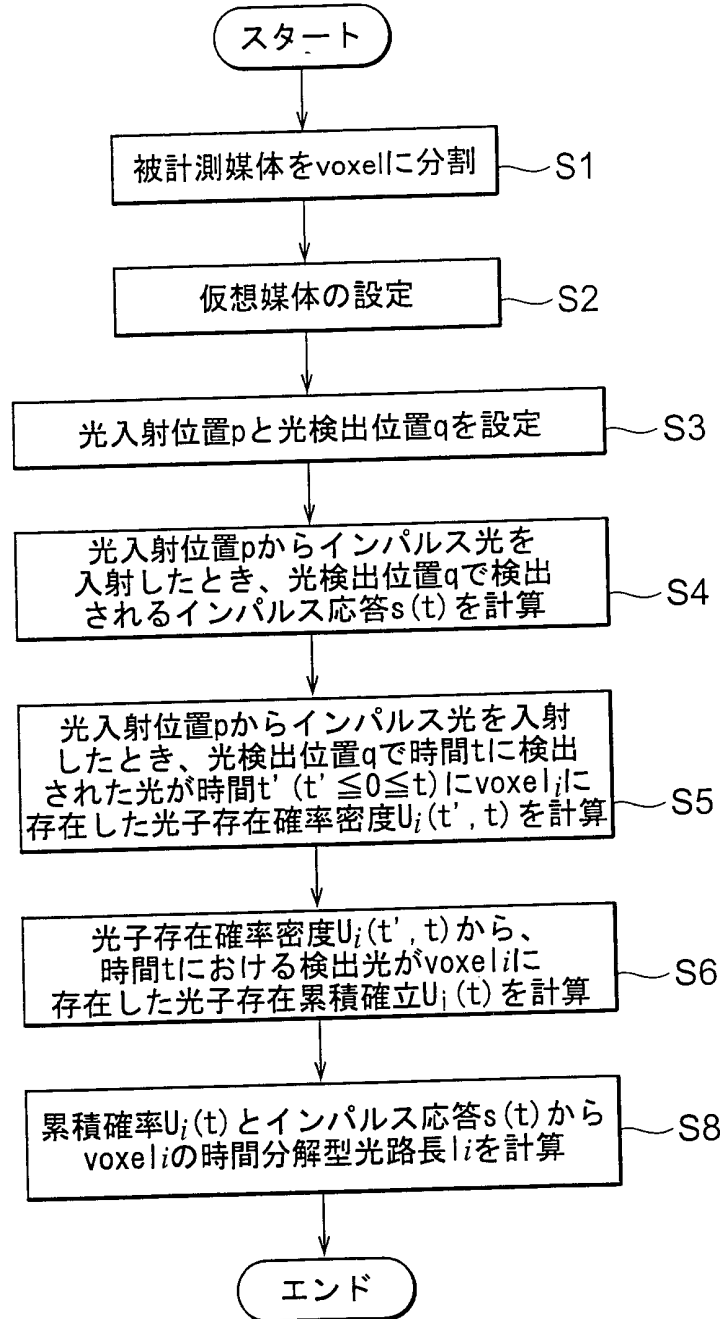 スタート
被計測媒体をvoxelに分割
S1
仮想媒体の設定
S2
光入射位置pと光検出位置qを設定
S3
光入射位置pからインパルス光を
入射したとき、光検出位置qで検出
されるインパルス応答s(t)を計算
S4
光入射位置pからインパルス光を入射
したとき、光検出位置qで時間tに検出
された光が時間t'(t'≦0≦t)にvoxeliに
存在した光子存在確率密度Ui(t',t)を計算
S5
光子存在確率密度Ui(t',t)から、
時間tにおける検出光がvoxeliに
存在した光子存在累積確立Ui(t)を計算
S6
累積確率Ui(t)とインパルス応答s(t)から
voxeliの時間分解型光路長liを計算
S8
エンド